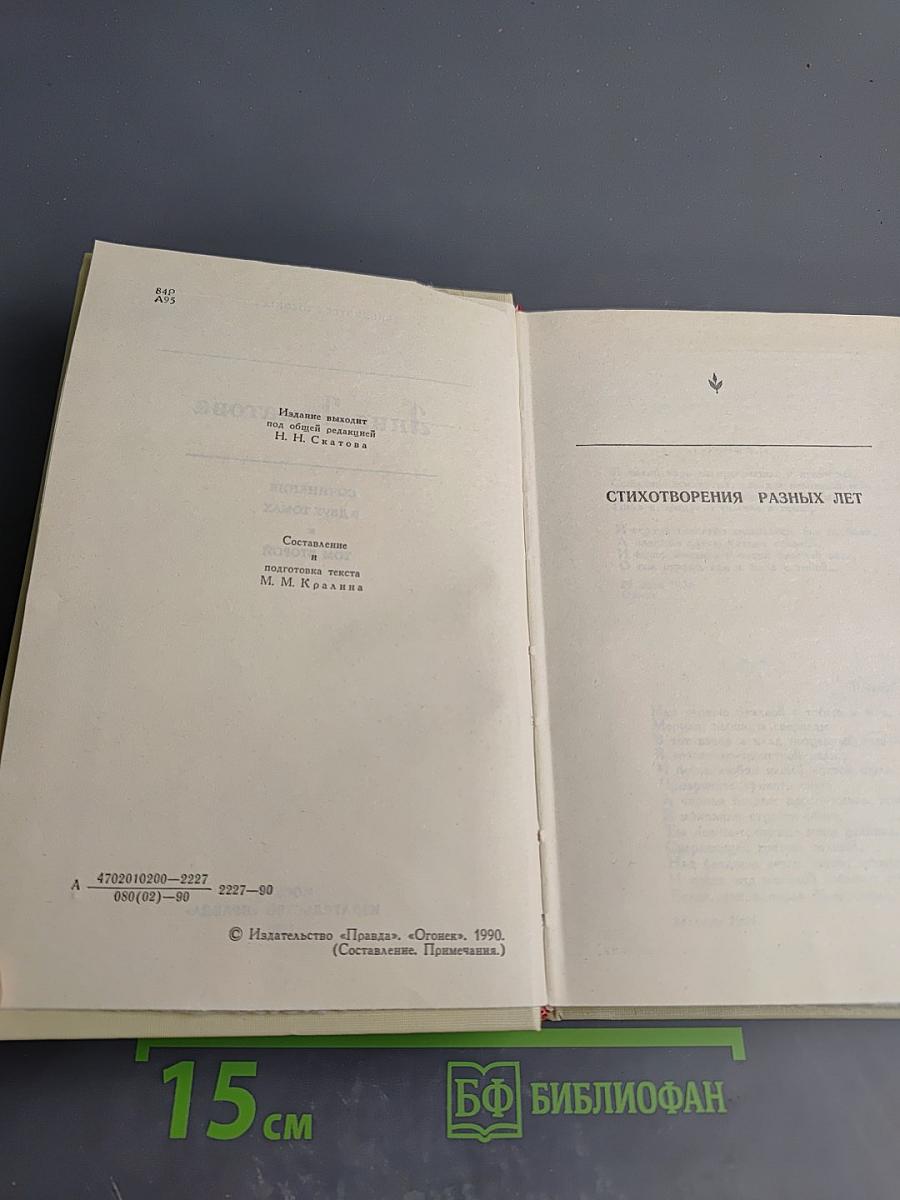 84Р
А95
Издание выходит
под общей редакцией
Н. Н. Скатова
Составление
и
подготовка текста
М. М. Кралина
А 4702010200—2227
080(02)—90
2227—90
© Издательство «Правда». «Огонек». 1990.
(Составление. Примечания.)
СТИХОТВОРЕНИЯ РАЗНЫХ ЛЕТ
15 см
БФ БИБЛИОФАН